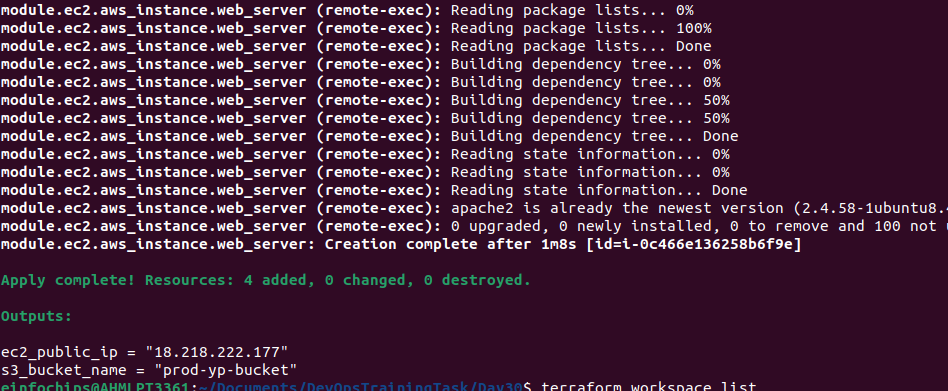 module.ec2.aws_instance.web_server (remote-exec): Reading package lists... 0%
module.ec2.aws_instance.web_server (remote-exec): Reading package lists... 100%
module.ec2.aws_instance.web_server (remote-exec): Reading package lists... Done
module.ec2.aws_instance.web_server (remote-exec): Building dependency tree... 0%
module.ec2.aws_instance.web_server (remote-exec): Building dependency tree... 0%
module.ec2.aws_instance.web_server (remote-exec): Building dependency tree... 50%
module.ec2.aws_instance.web_server (remote-exec): Building dependency tree... 50%
module.ec2.aws_instance.web_server (remote-exec): Building dependency tree... Done
module.ec2.aws_instance.web_server (remote-exec): Reading state information... 0%
module.ec2.aws_instance.web_server (remote-exec): Reading state information... 0%
module.ec2.aws_instance.web_server (remote-exec): Reading state information... Done
module.ec2.aws_instance.web_server (remote-exec): apache2 is already the newest version (2.4.58-1ubuntu8.
module.ec2.aws_instance.web_server (remote-exec): 0 upgraded, 0 newly installed, 0 to remove and 100 not
module.ec2.aws_instance.web_server: Creation complete after 1m8s [id=i-0c466e136258b6f9e]
Apply complete! Resources: 4 added, 0 changed, 0 destroyed.
Outputs:
ec2_public_ip = "18.218.222.177"
s3_bucket_name = "prod-yp-bucket"
einfochips@AHMLPT3361:~/Documents/DevOpsTrainingTask/Day30$ terraform workspace list